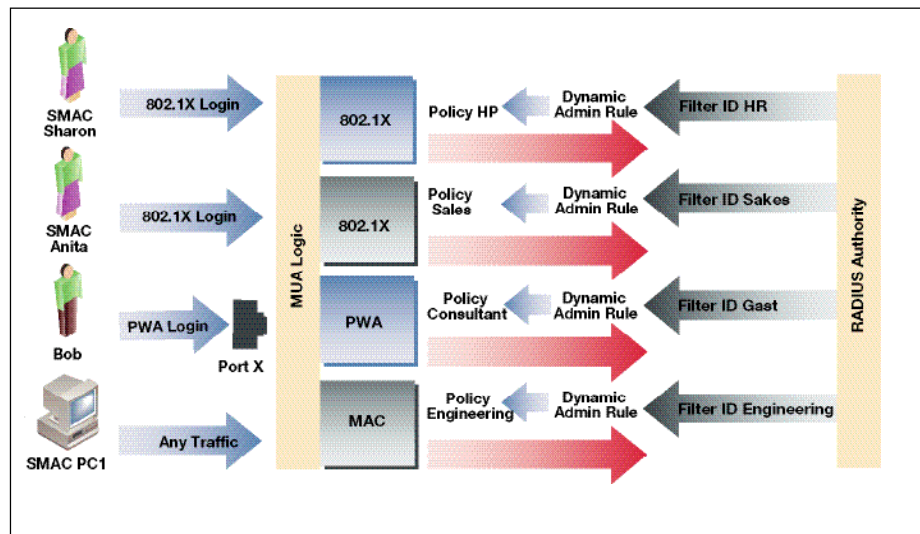 SMAC
Sharon
802.1X Login
802.1X
Policy HP
Dynamic
Admin Rule
Filter ID HR
SMAC
Anita
802.1X Login
802.1X
Policy
Sales
Dynamic
Admin Rule
Filter ID Sakes
Bob
PWA Login
Port X
PWA
Policy
Consultant
Dynamic
Admin Rule
Filter ID Gast
SMAC PC1
Any Traffic
MAC
Policy
Engineering
Dynamic
Admin Rule
Filter ID Engineering
MUA Logic
RADIUS Authority